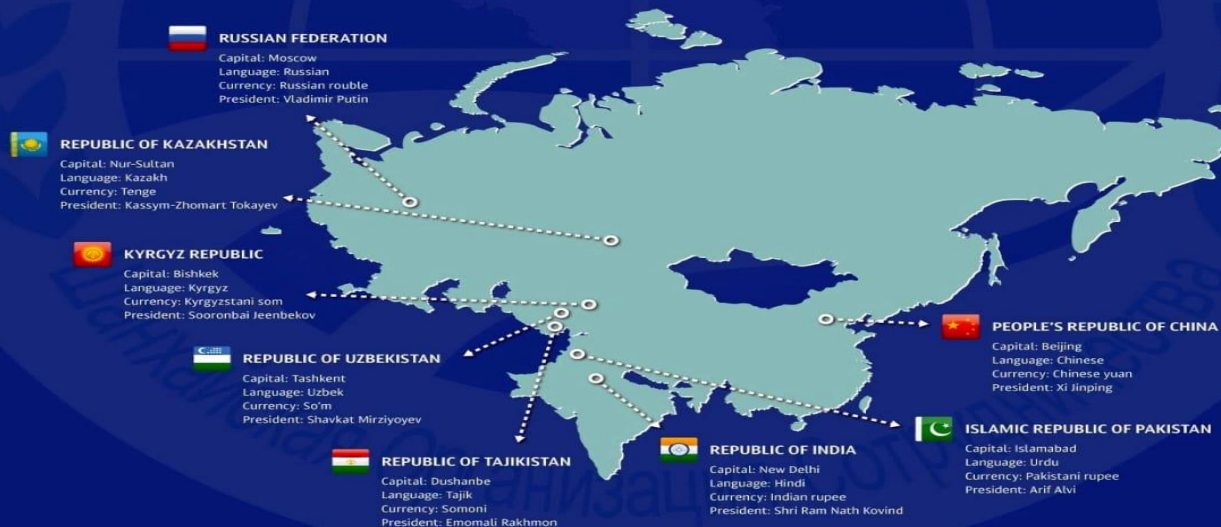 RUSSIAN FEDERATION
Capital: Moscow
Language: Russian
Currency: Russian rouble
President: Vladimir Putin
REPUBLIC OF KAZAKHSTAN
Capital: Nur-Sultan
Language: Kazakh
Currency: Tenge
President: Kassym-Zhomart Tokayev
KYRGYZ REPUBLIC
Capital: Bishkek
Language: Kyrgyz
Currency: Kyrgyzstani som
President: Sooronbai Jeenbekov
REPUBLIC OF UZBEKISTAN
Capital: Tashkent
Language: Uzbek
Currency: So'm
President: Shavkat Mirziyoyev
REPUBLIC OF TAJIKISTAN
Capital: Dushanbe
Language: Tajik
Currency: Somoni
President: Emomali Rakhmon
REPUBLIC OF INDIA
Capital: New Delhi
Language: Hindi
Currency: Indian rupee
President: Shri Ram Nath Kovind
PEOPLE'S REPUBLIC OF CHINA
Capital: Beijing
Language: Chinese
Currency: Chinese yuan
President: Xi Jinping
ISLAMIC REPUBLIC OF PAKISTAN
Capital: Islamabad
Language: Urdu
Currency: Pakistani rupee
President: Arif Alvi